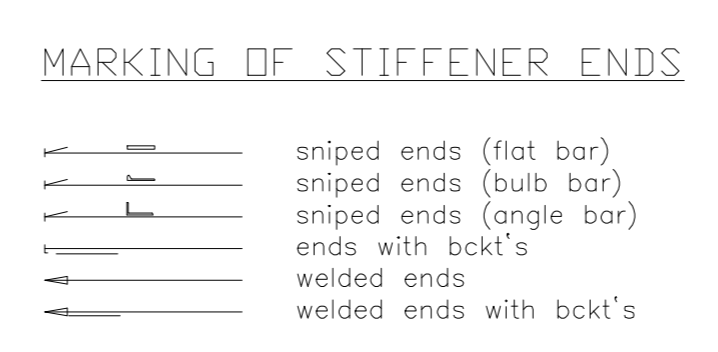 MARKING OF STIFFENER ENDS
sniped ends (flat bar)
sniped ends (bulb bar)
sniped ends (angle bar)
ends with bckt's
welded ends
welded ends with bckt's